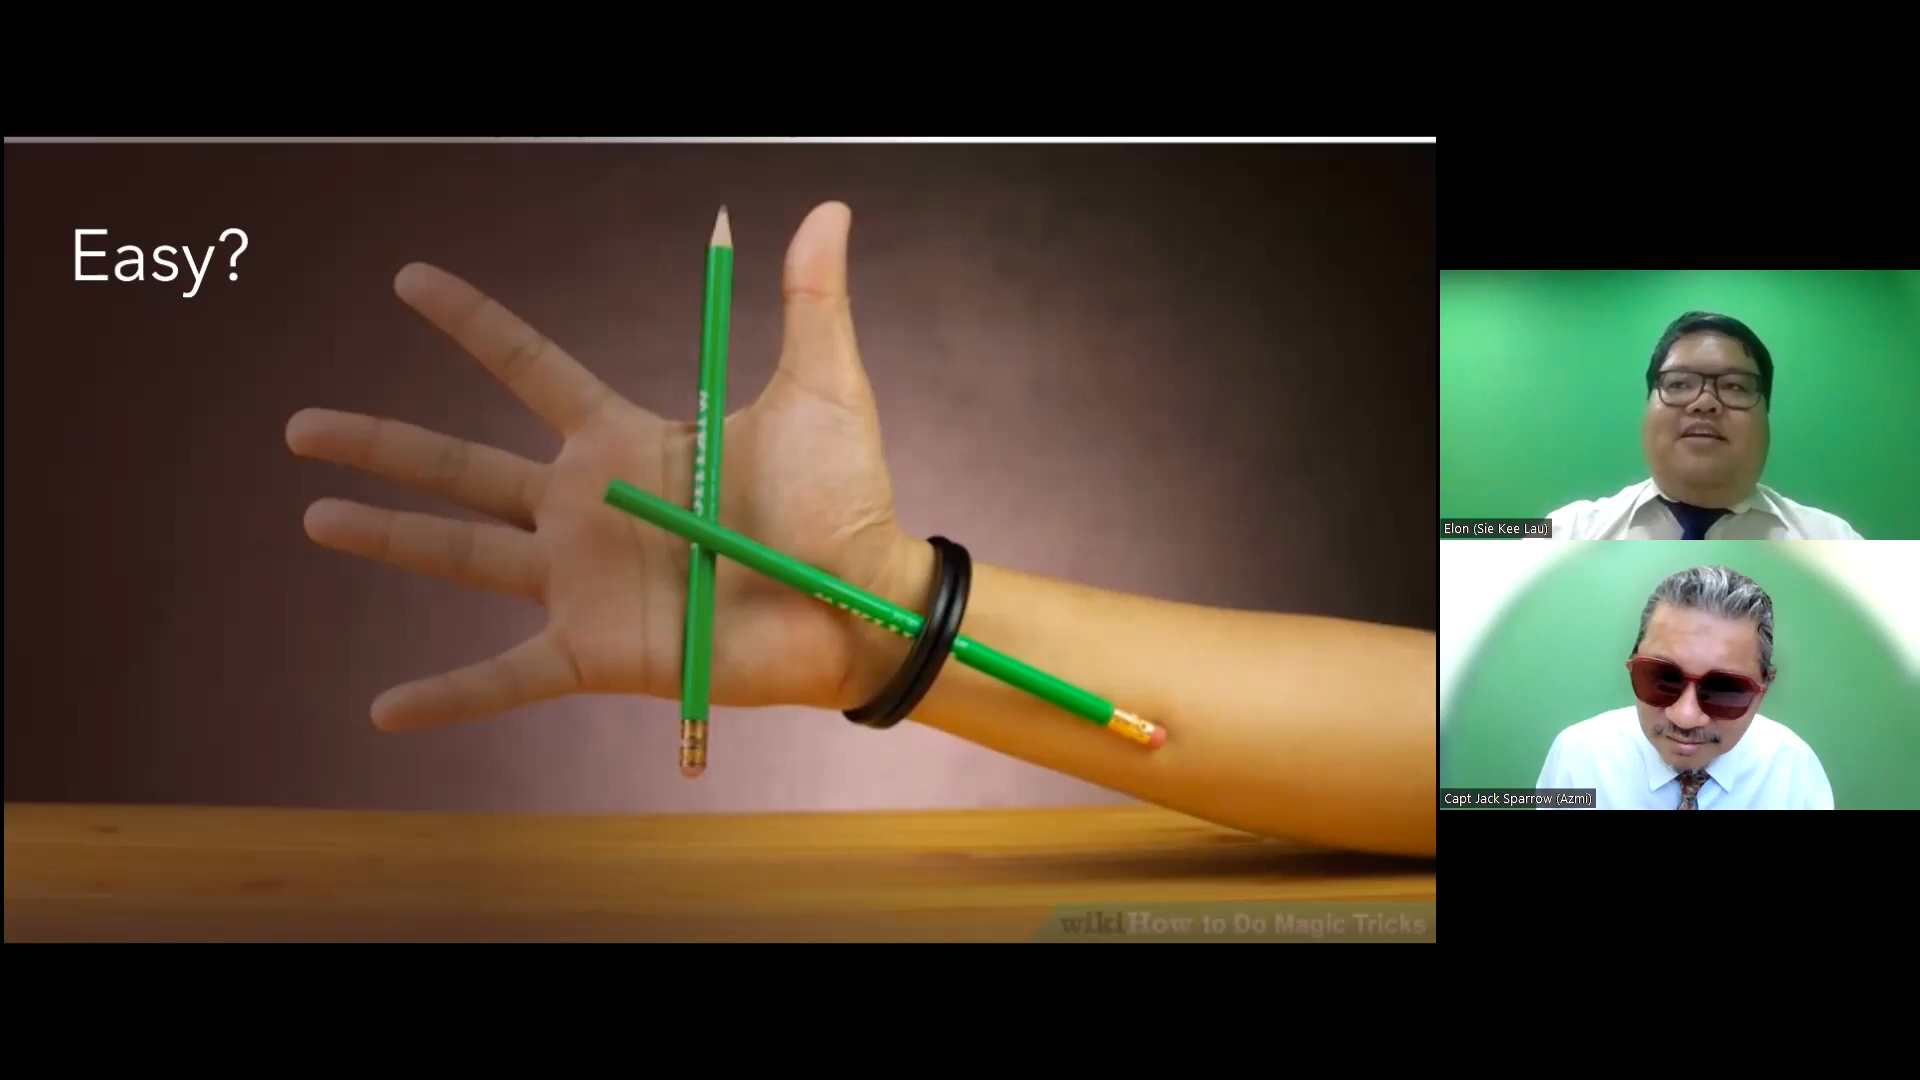 Easy?
wikiHow to Do Magic Tricks
Elon (Sie Kee Lau)
Capt Jack Sparrow (Azmi)